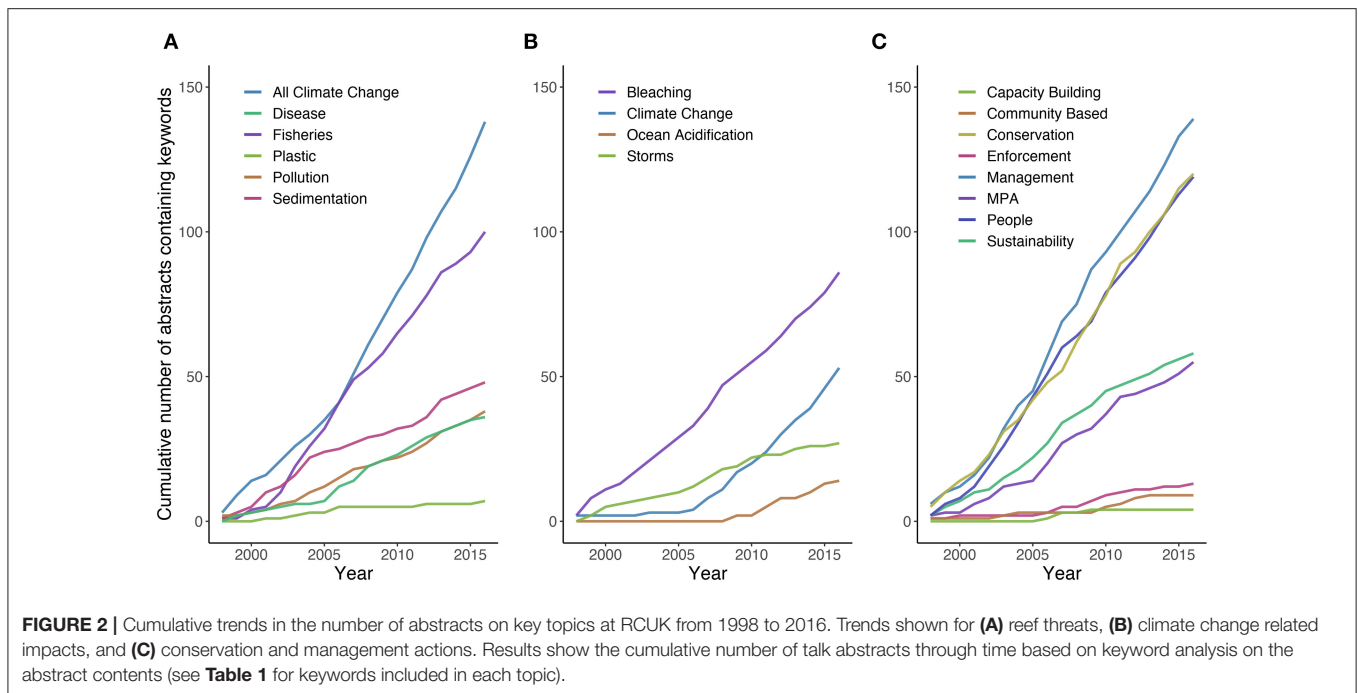 A
B
C
Cumulative number of abstracts containing keywords
150
100
50
0
All Climate Change
Disease
Fisheries
Plastic
Pollution
Sedimentation
2000
2005
2010
2015
Year
150
100
50
0
Bleaching
Climate Change
Ocean Acidification
Storms
2000
2005
2010
2015
Year
150
100
50
0
Capacity Building
Community Based
Conservation
Enforcement
Management
MPA
People
Sustainability
2000
2005
2010
2015
Year
FIGURE 2 | Cumulative trends in the number of abstracts on key topics at RCUK from 1998 to 2016. Trends shown for (A) reef threats, (B) climate change related
impacts, and (C) conservation and management actions. Results show the cumulative number of talk abstracts through time based on keyword analysis on the
abstract contents (see Table 1 for keywords included in each topic).